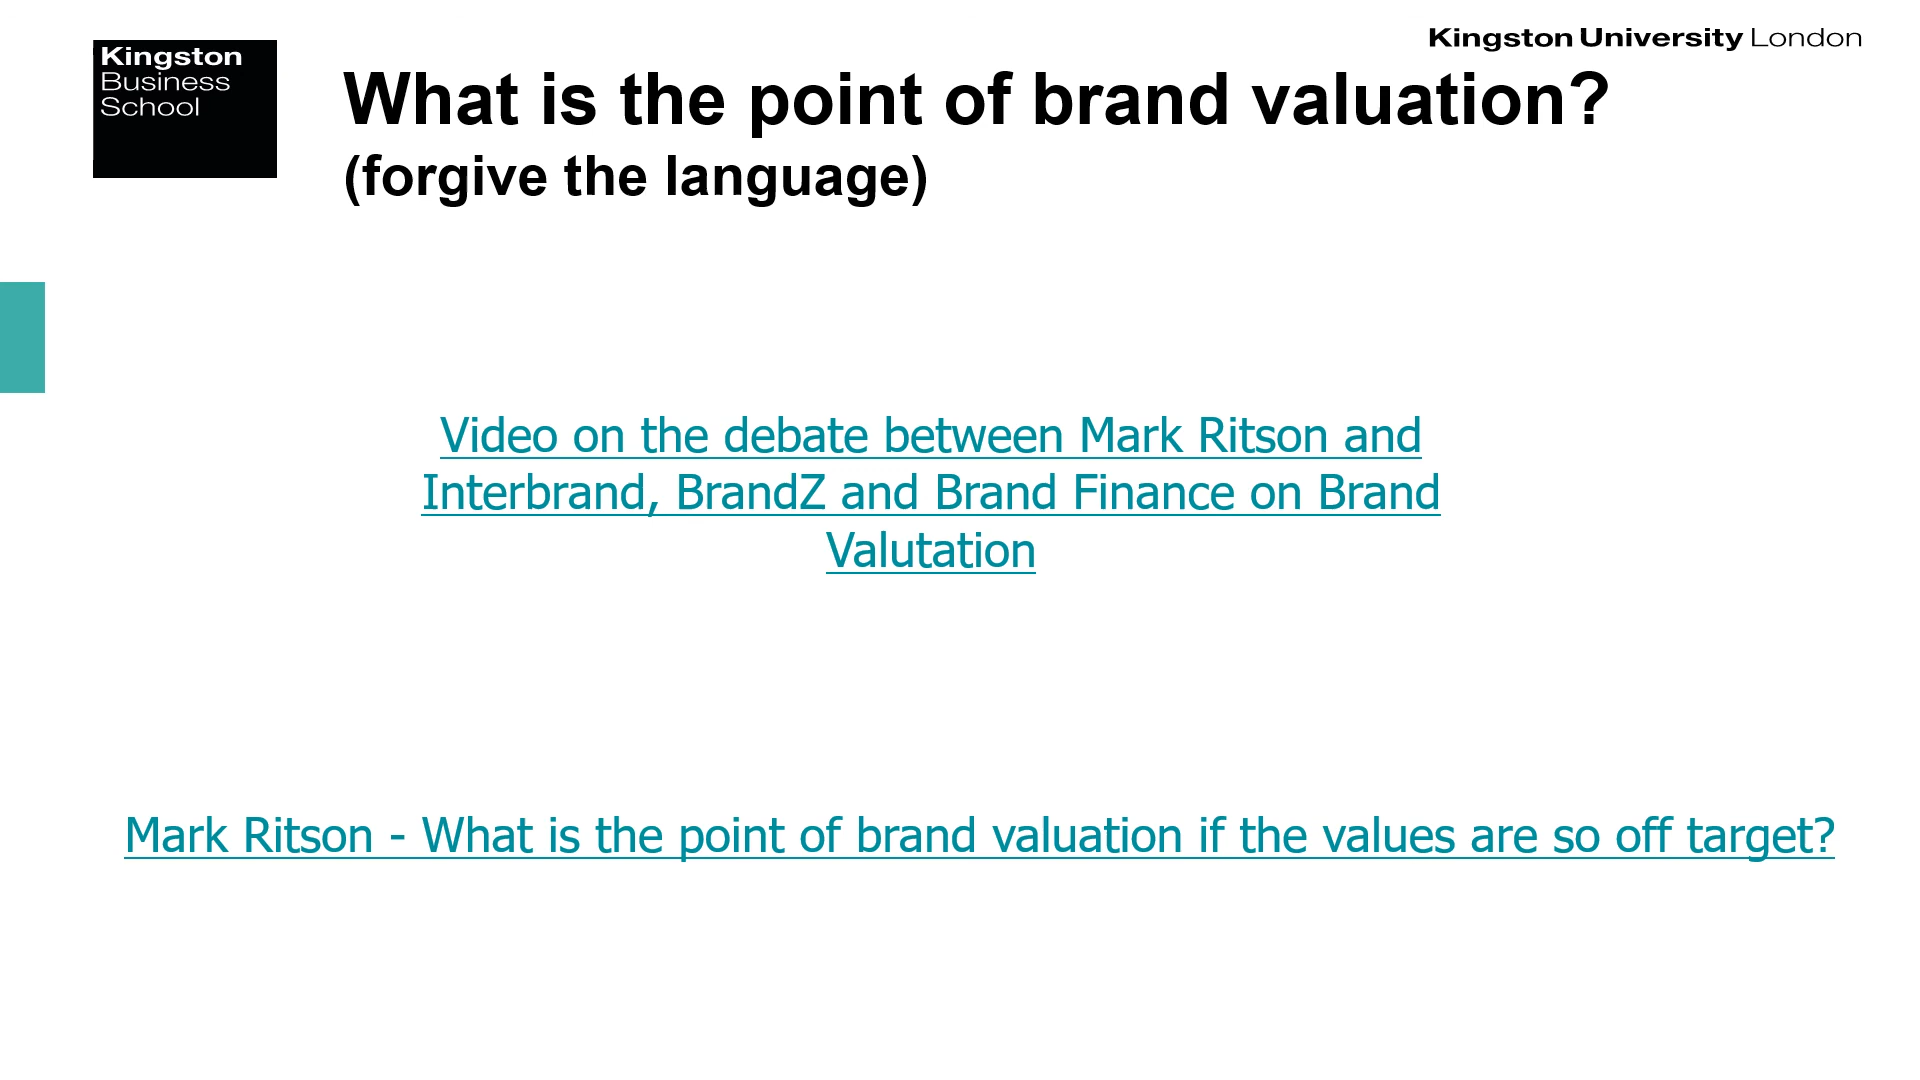 Kingston University London
Kingston
Business
School
What is the point of brand valuation?
(forgive the language)
Video on the debate between Mark Ritson and
Interbrand, BrandZ and Brand Finance on Brand
Valutation
Mark Ritson - What is the point of brand valuation if the values are so off target?